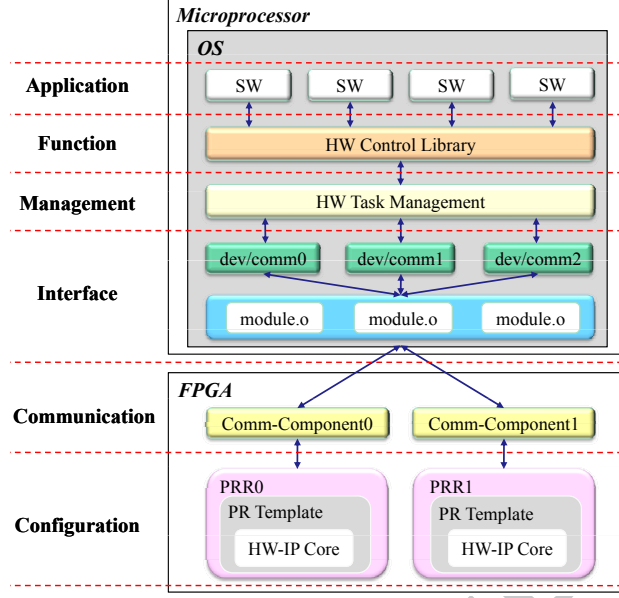 Microprocessor
OS
Application
SW SW SW SW
Function
HW Control Library
Management
HW Task Management
dev/comm0 dev/comm1 dev/comm2
Interface
module.o module.o module.o
FPGA
Communication
Comm-Component0 Comm-Component1
PRR0 PRR1
PR Template PR Template
Configuration
HW-IP Core HW-IP Core